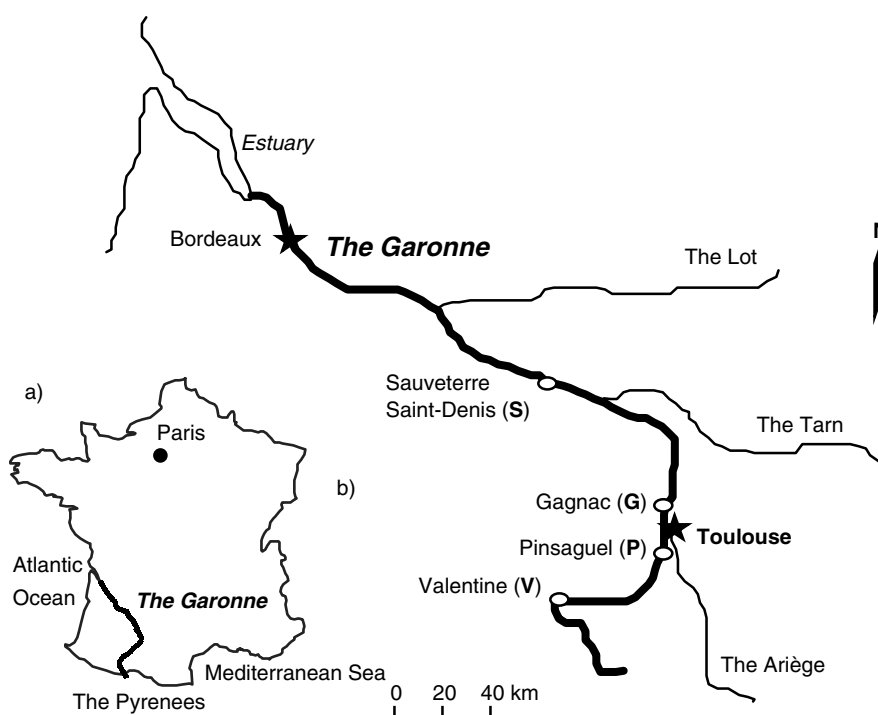 Estuary
Bordeaux
The Garonne
The Lot
a)
Sauveterre
Saint-Denis (S)
Paris
The Tarn
b)
Gagnac (G)
Toulouse
Pinsaguel (P)
Atlantic
Ocean
The Garonne
Valentine (V)
Mediterranean Sea
The Ariège
The Pyrenees
0 20 40 km